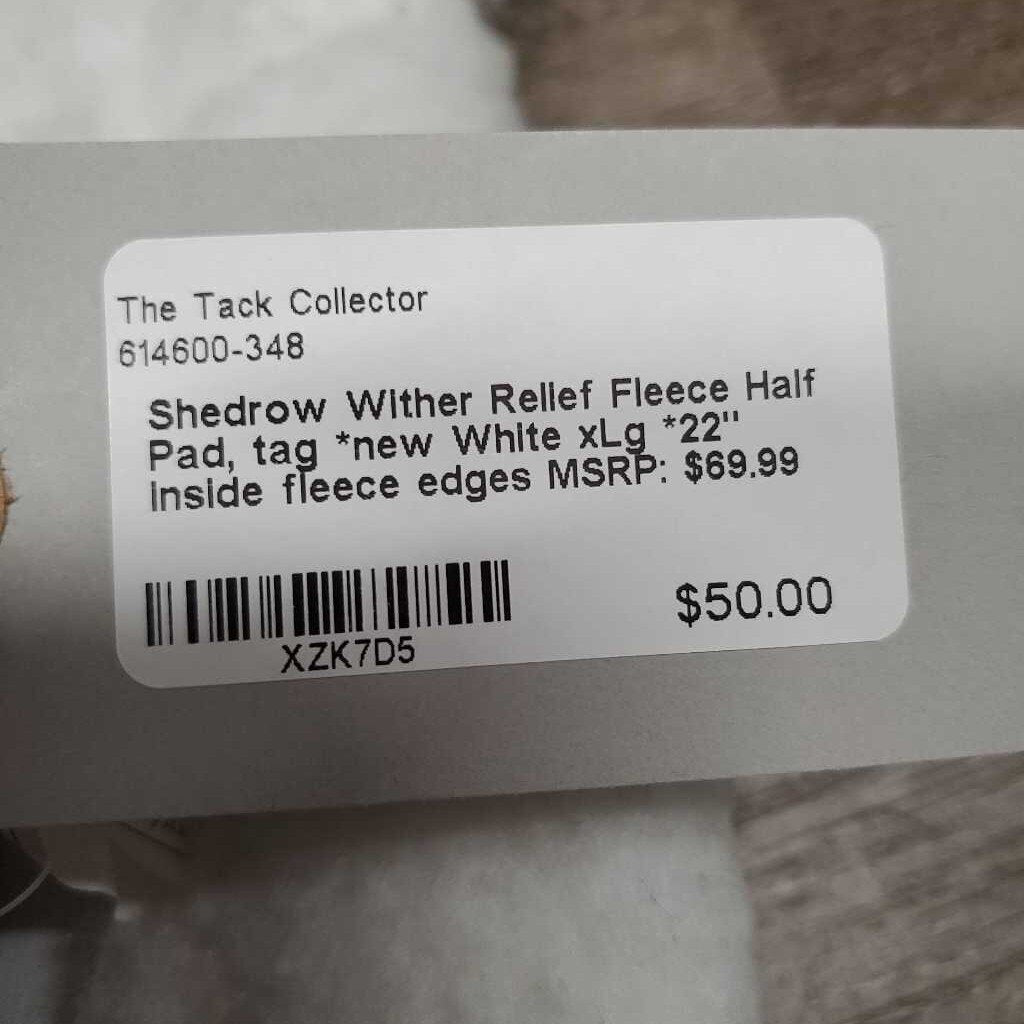 The Tack Collector
614600-348
Shedrow Wither Relief Fleece Half
Pad, tag *new White xLg *22"
inside fleece edges MSRP: $69.99
XZK7D5
$50.00